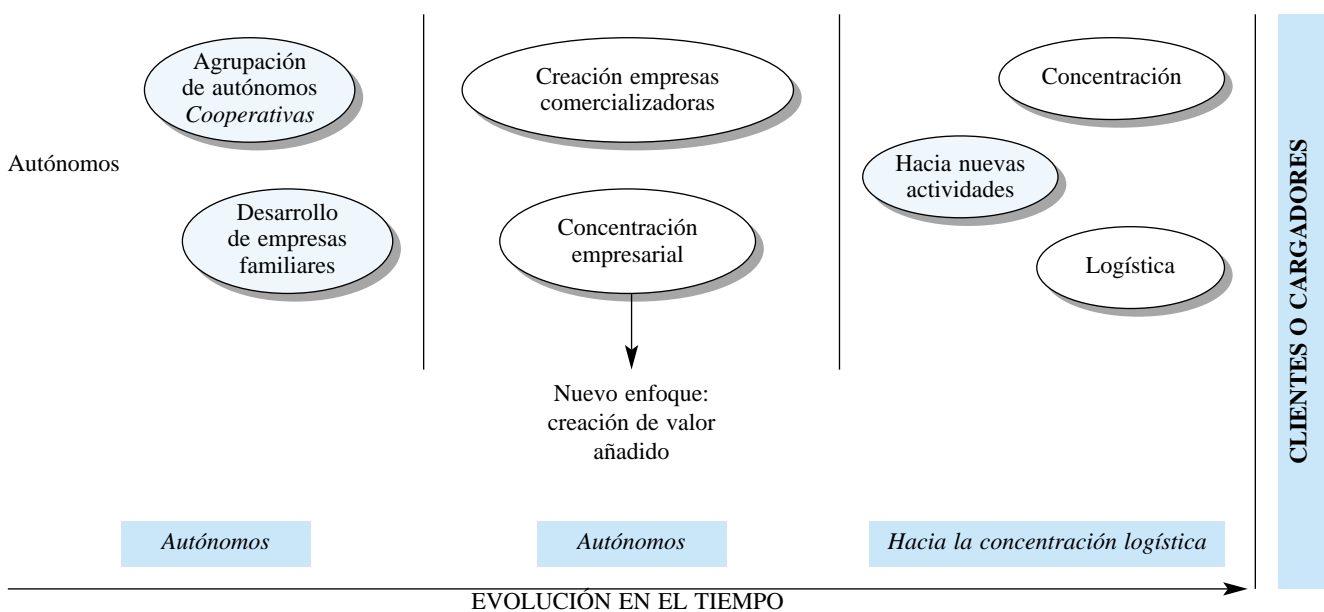 Autónomos
Agrupación
de autónomos
Cooperativas
Desarrollo
de empresas
familiares
Creación empresas
comercializadoras
Concentración
empresarial
Nuevo enfoque:
creación de valor
añadido
Concentración
Hacia nuevas
actividades
Logística
CLIENTES O CARGADORES
Autónomos
Autónomos
Hacia la concentración logística
EVOLUCIÓN EN EL TIEMPO